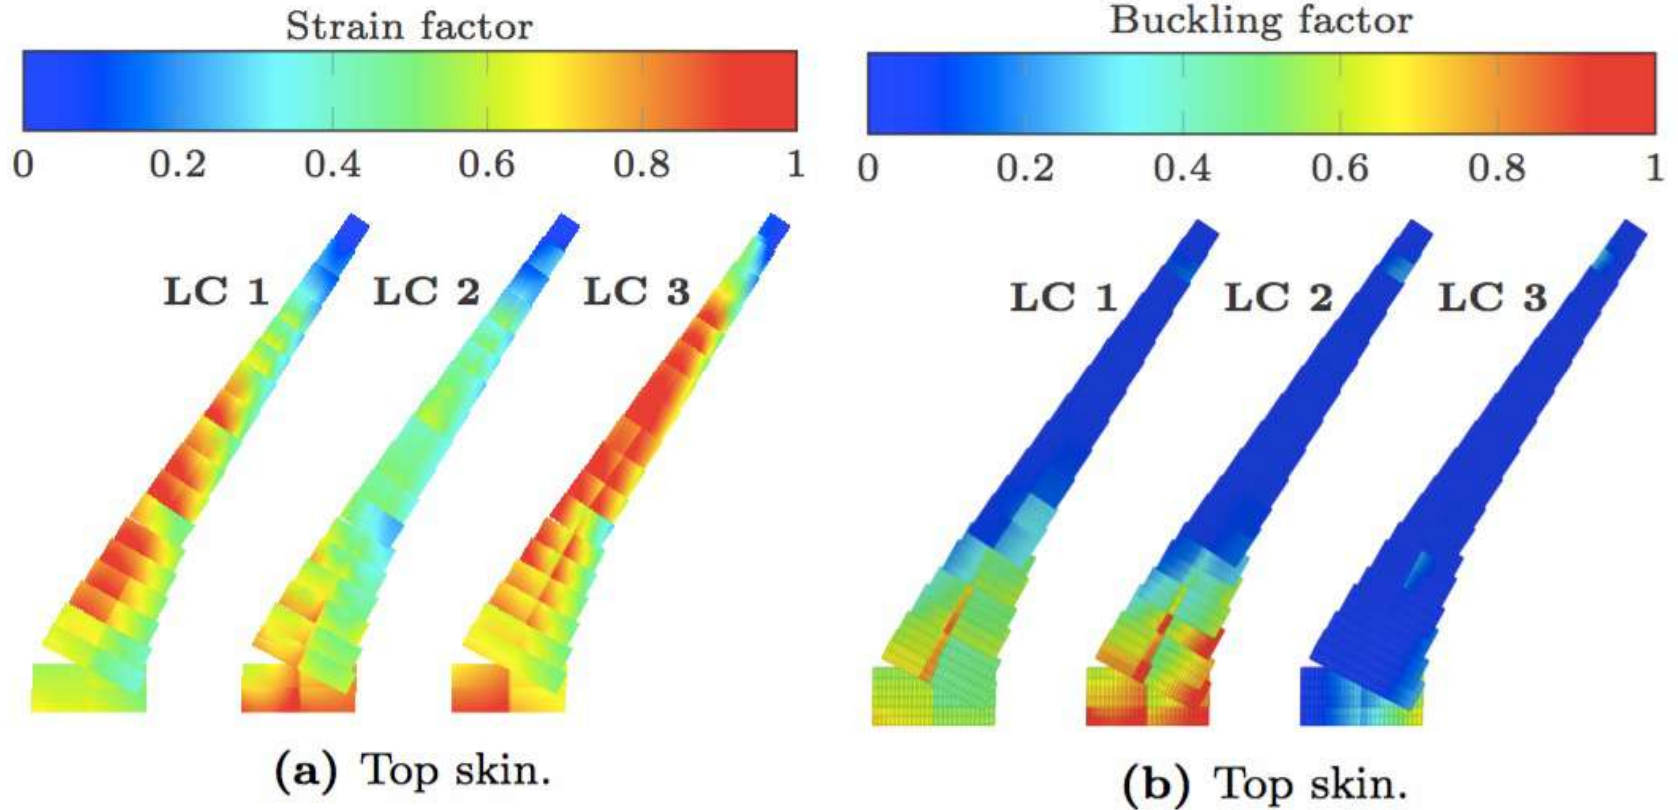 Strain factor
0 0.2 0.4 0.6 0.8 1
LC 1 LC 2 LC 3
(a) Top skin.
Buckling factor
0 0.2 0.4 0.6 0.8 1
LC 1 LC 2 LC 3
(b) Top skin.